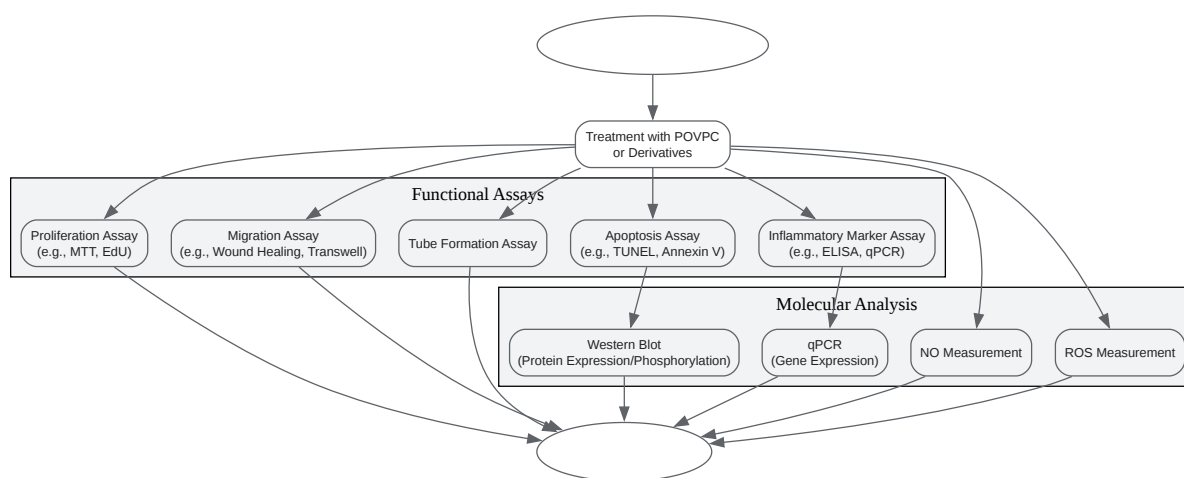 Treatment with POVPC
or Derivatives
Functional Assays
Proliferation Assay
(e.g., MTT, EdU)
Migration Assay
(e.g., Wound Healing, Transwell)
Tube Formation Assay
Apoptosis Assay
(e.g., TUNEL, Annexin V)
Inflammatory Marker Assay
(e.g., ELISA, qPCR)
Molecular Analysis
Western Blot
(Protein Expression/Phosphorylation)
qPCR
(Gene Expression)
NO Measurement
ROS Measurement